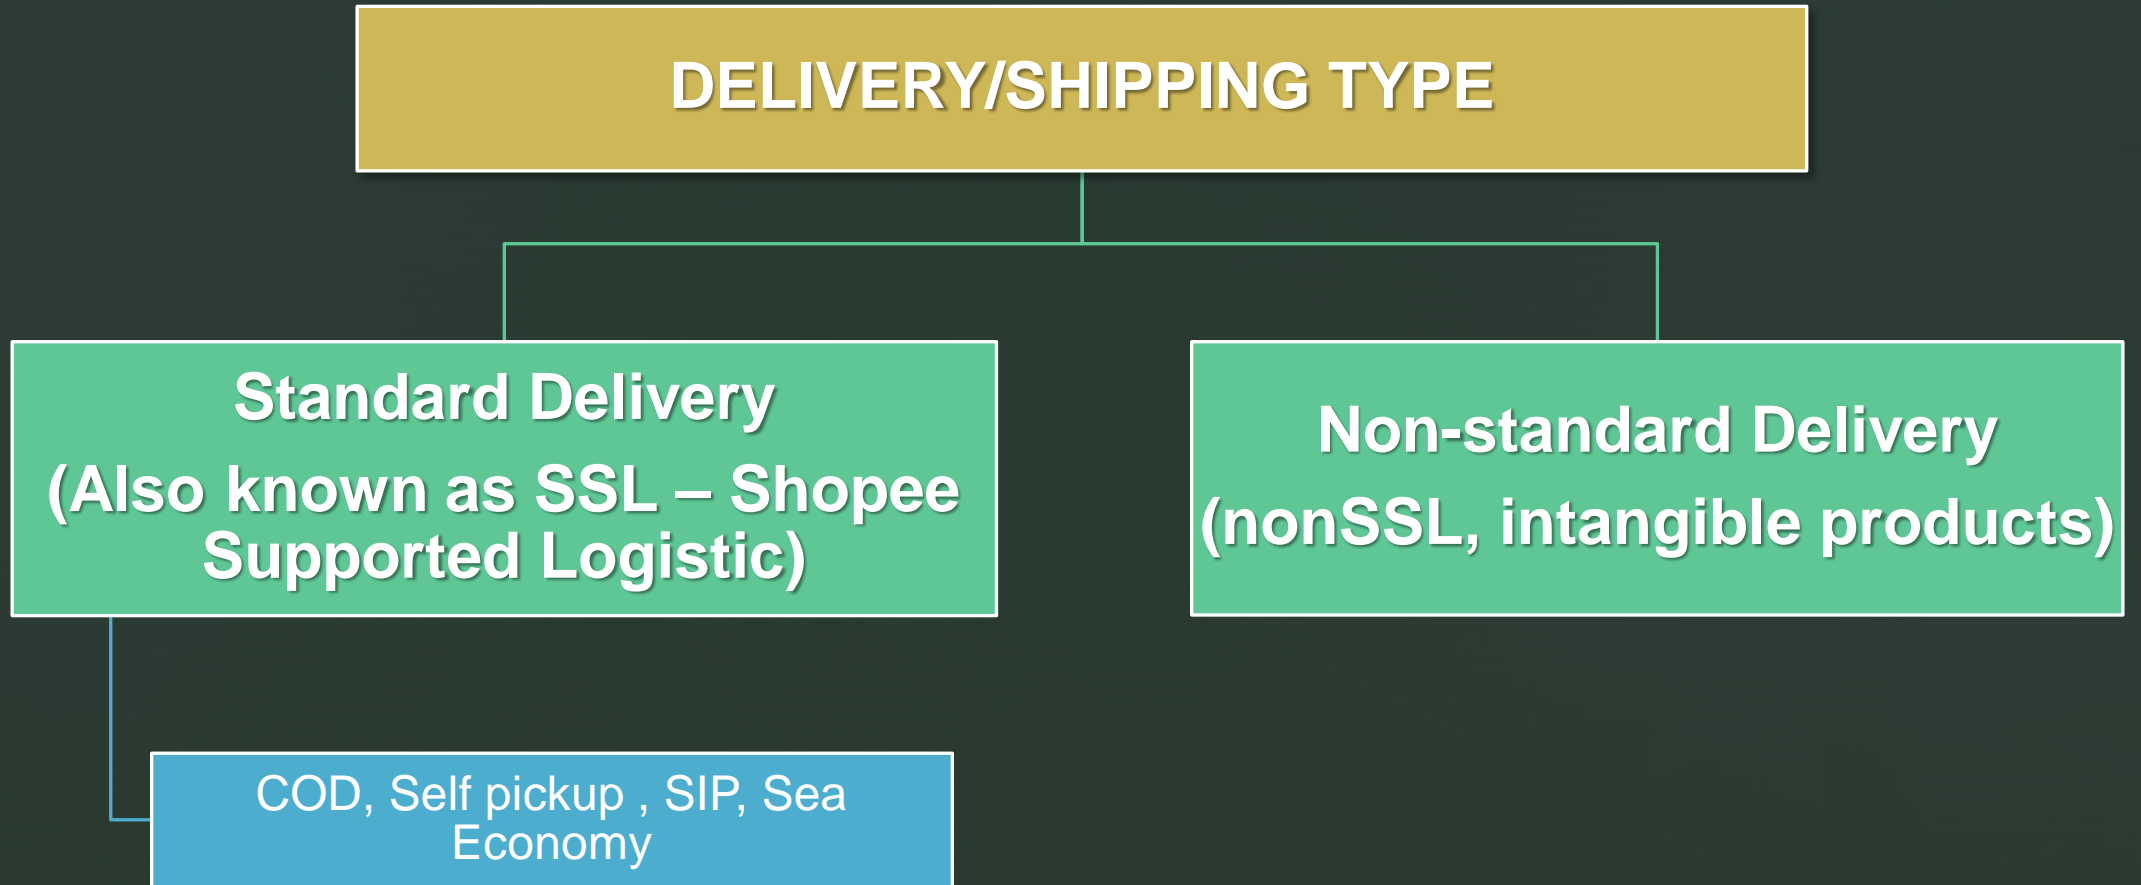 DELIVERY/SHIPPING TYPE
Standard Delivery
(Also known as SSL – Shopee
Supported Logistic)
Non-standard Delivery
(nonSSL, intangible products)
COD, Self pickup , SIP, Sea
Economy